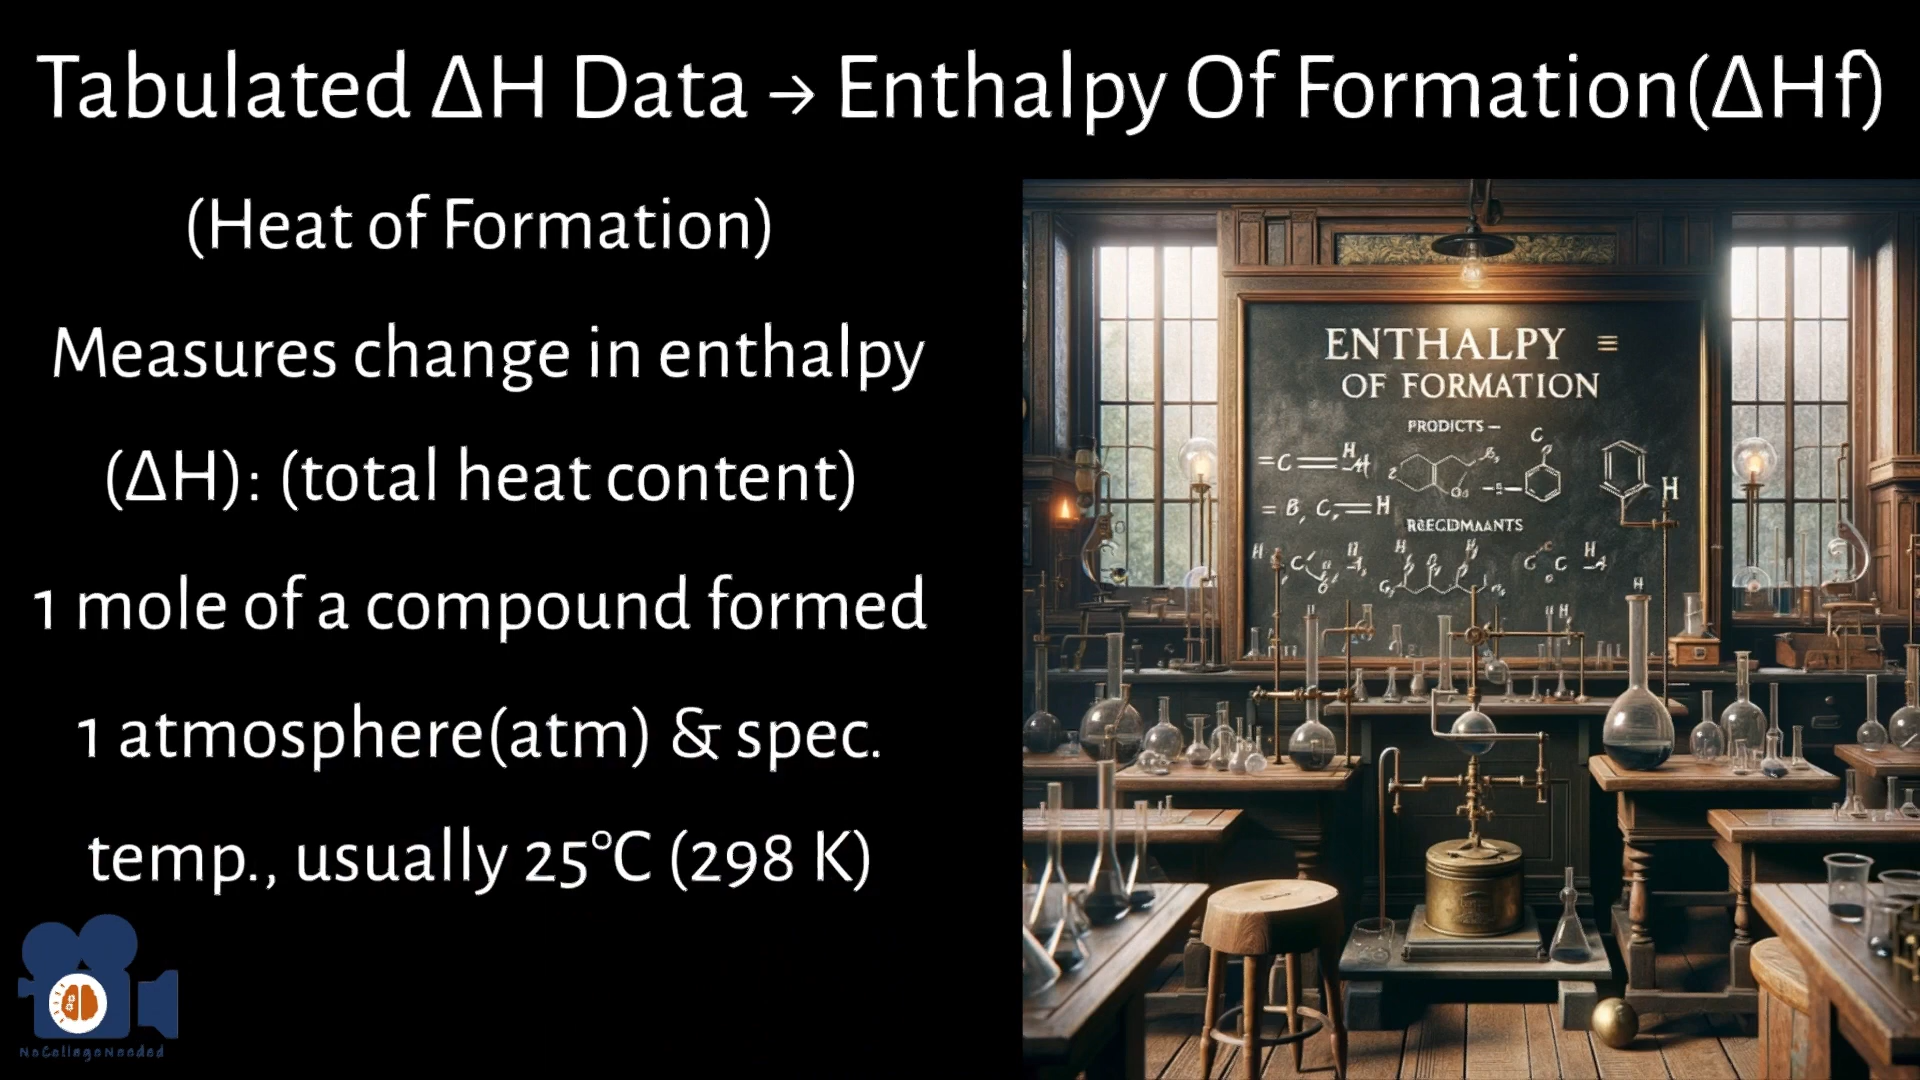 Tabulated ΔH Data → Enthalpy Of Formation(ΔHf)
(Heat of Formation)
Measures change in enthalpy
(ΔH): (total heat content)
1 mole of a compound formed
1 atmosphere(atm) & spec.
temp., usually 25°C (298 K)
ENTHALPY =
OF FORMATION
PRODICTS –
NoCollegeNeeded